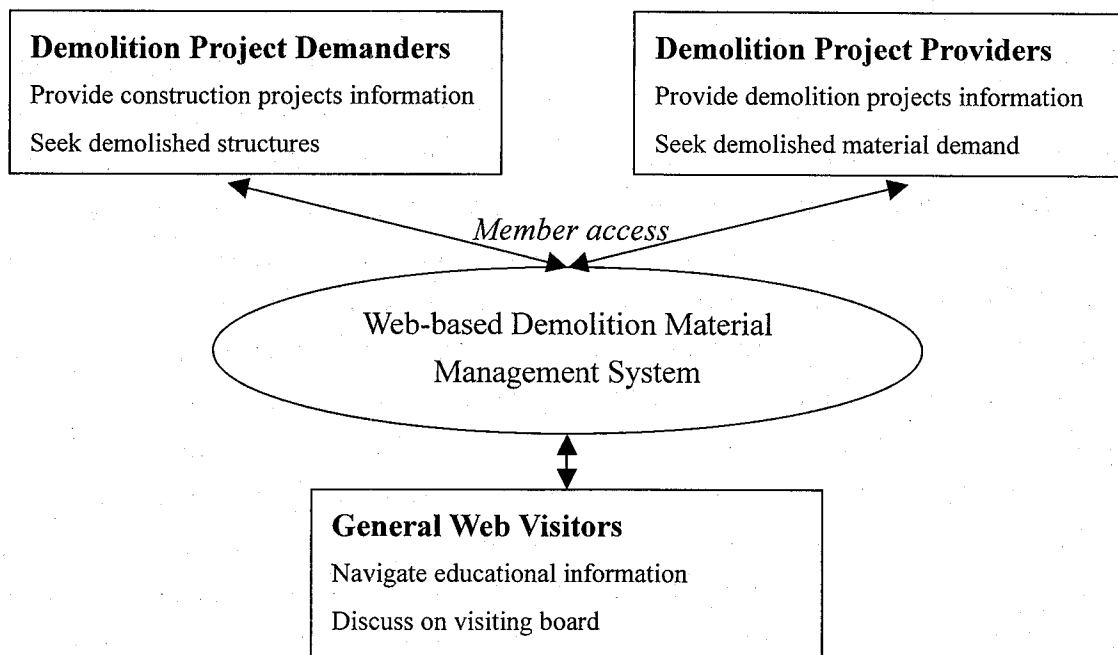 Demolition Project Demanders
Provide construction projects information
Seek demolished structures
Demolition Project Providers
Provide demolition projects information
Seek demolished material demand
Member access
Web-based Demolition Material
Management System
General Web Visitors
Navigate educational information
Discuss on visiting board